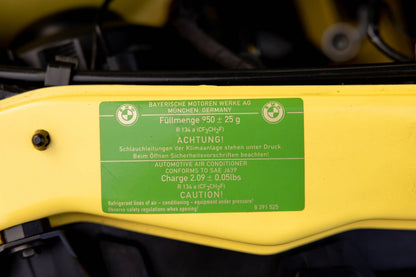 BAYERISCHE MOTOREN WERKE AG
MÜNCHEN GERMANY
Füllmenge 950 ± 25 g
R 134 a (CF₃CH₂F)
ACHTUNG!
Schlauchleitungen der Klimaanlage stehen unter Druck.
Beim Öffnen Sicherheitsvorschriften beachten!
AUTOMOTIVE AIR CONDITIONER
CONFORMS TO SAE J639
Charge 2.09 ± 0.05lbs
R 134 a (CF₃CH₂F)
CAUTION!
Refrigerant lines of air - conditioning - equipment under pressure!
Observe safety regulations when opening!
8 391 525